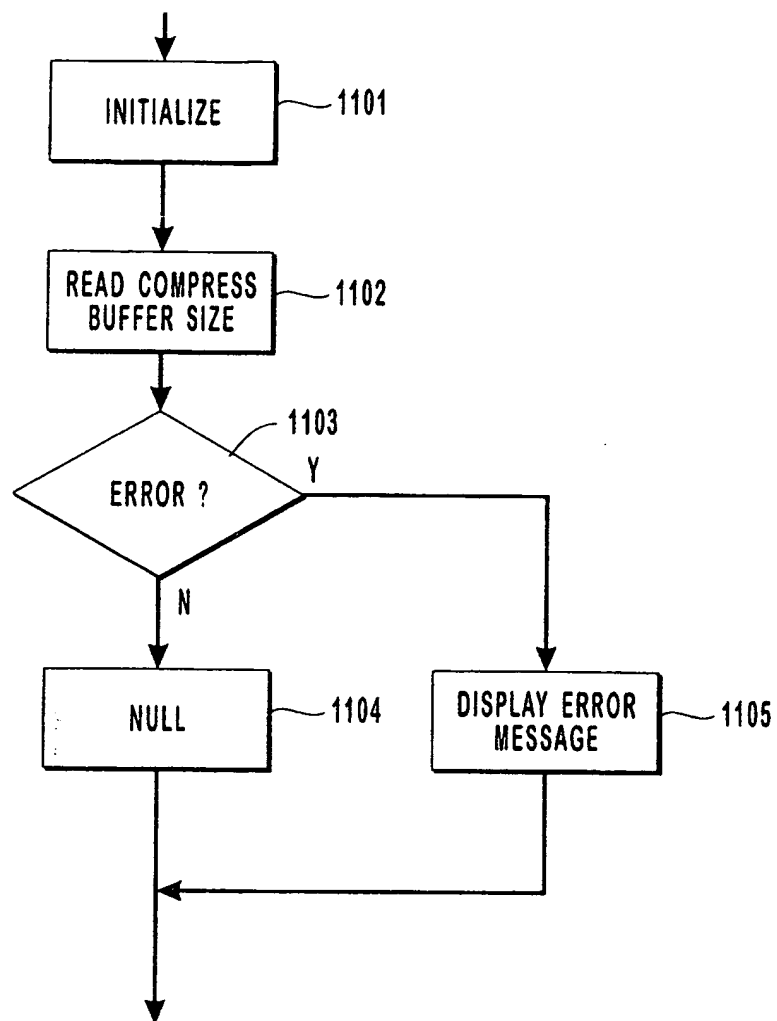 INITIALIZE
1101
READ COMPRESS
BUFFER SIZE
1102
1103
ERROR ?
Y
N
NULL
1104
DISPLAY ERROR
MESSAGE
1105